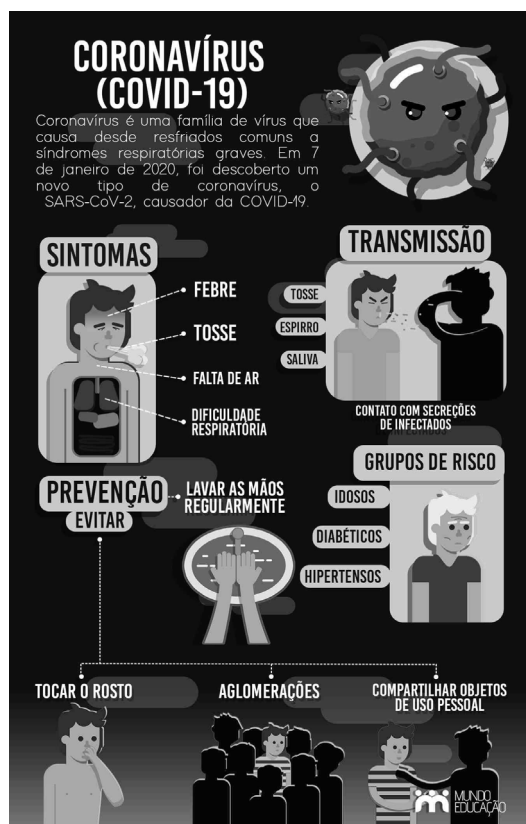 CORONAVÍRUS
(COVID-19)
Coronavírus é uma família de vírus que
causa desde resfriados comuns a
síndromes respiratórias graves. Em 7
de janeiro de 2020, foi descoberto um
novo tipo de coronavírus, o
SARS-CoV-2, causador da COVID-19.
SINTOMAS
FEBRE
TOSSE
FALTA DE AR
DIFICULDADE
RESPIRATÓRIA
TRANSMISSÃO
TOSSE
ESPIRRO
SALIVA
CONTATO COM SECREÇÕES
DE INFECTADOS
GRUPOS DE RISCO
IDOSOS
DIABÉTICOS
HIPERTENSOS
PREVENÇÃO
LAVAR AS MÃOS
REGULARMENTE
EVITAR
TOCAR O ROSTO
AGLOMERAÇÕES
COMPARTILHAR OBJETOS
DE USO PESSOAL
MUNDO
EDUCAÇÃO